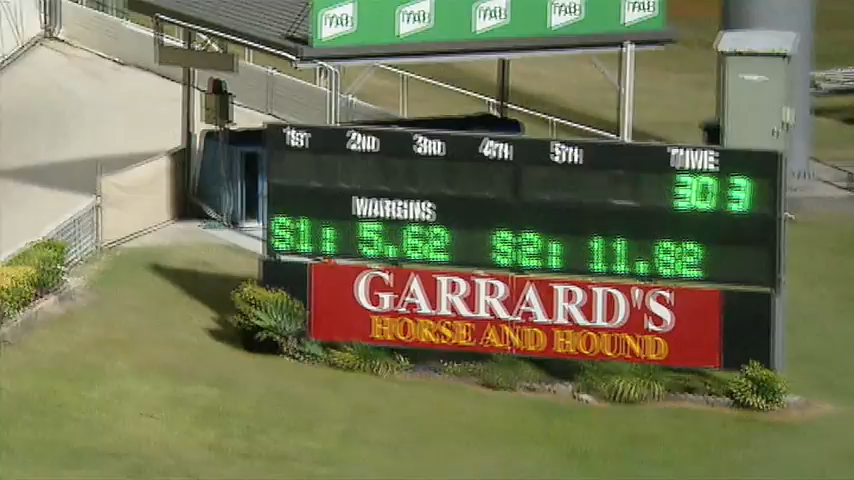 TAB TAB TAB TAB TAB
1ST 2ND 3RD 4TH 5TH TIME
30 3
MARGINS
S1: 5.62 S2: 11.82
GARRARD'S
HORSE AND HOUND